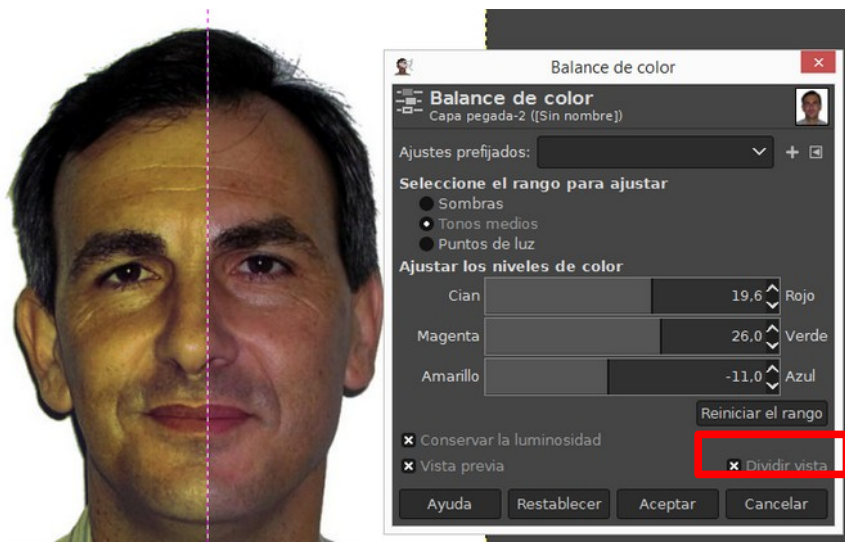 Balance de color
Balance de color
Capa pegada-2 ([Sin nombre])
Ajustes prefijados:
Seleccione el rango para ajustar
Sombras
Tonos medios
Puntos de luz
Ajustar los niveles de color
Cian 19,6 Rojo
Magenta 26,0 Verde
Amarillo -11,0 Azul
Reiniciar el rango
Conservar la luminosidad
Vista previa Dividir vista
Ayuda Restablecer Aceptar Cancelar